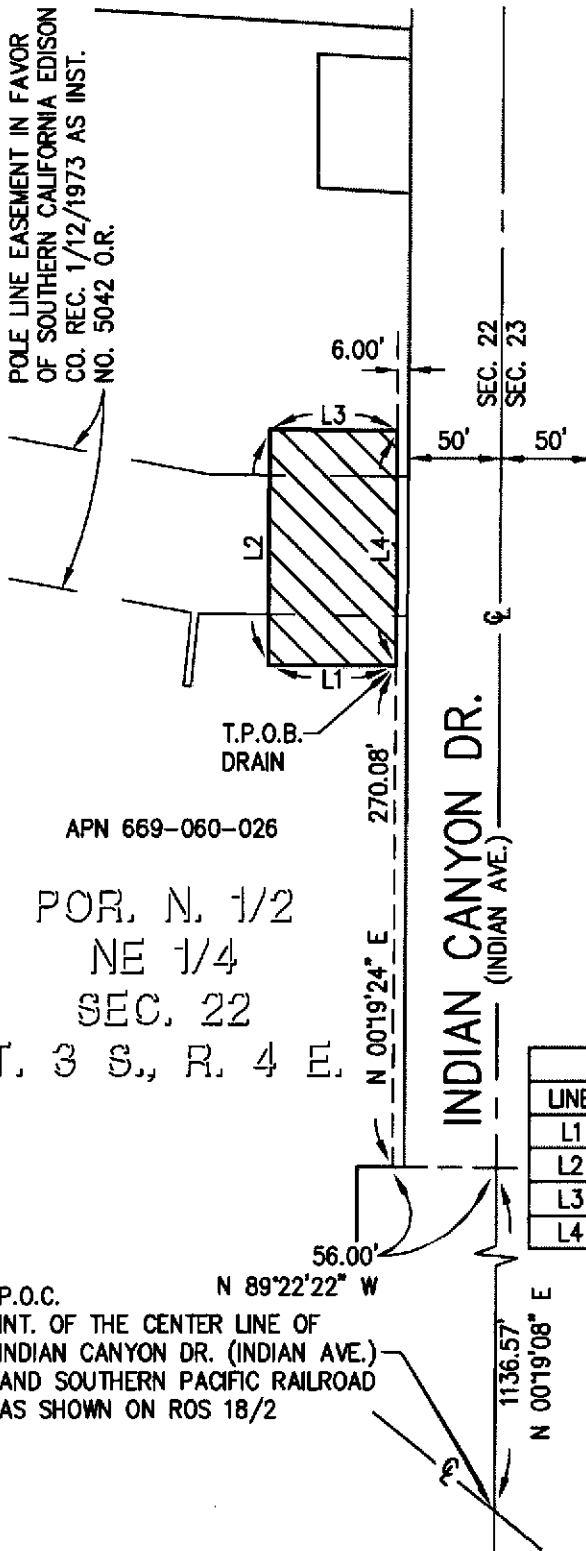 POLE LINE EASEMENT IN FAVOR
OF SOUTHERN CALIFORNIA EDISON
CO. REC. 1/12/1973 AS INST.
NO. 5042 O.R.
6.00'
SEC. 22
SEC. 23
50'
50'
L3
L2
L4
L1
℄
T.P.O.B.
DRAIN
270.08'
APN 669-060-026
POR. N. 1/2
NE 1/4
SEC. 22
T. 3 S., R. 4 E.
N 00°19'24" E
INDIAN CANYON DR.
(INDIAN AVE.)
LINE
L1
L2
L3
L4
56.00'
N 89°22'22" W
P.O.C.
INT. OF THE CENTER LINE OF
INDIAN CANYON DR. (INDIAN AVE.)
AND SOUTHERN PACIFIC RAILROAD
AS SHOWN ON ROS 18/2
1136.57'
N 00°19'08" E
℄